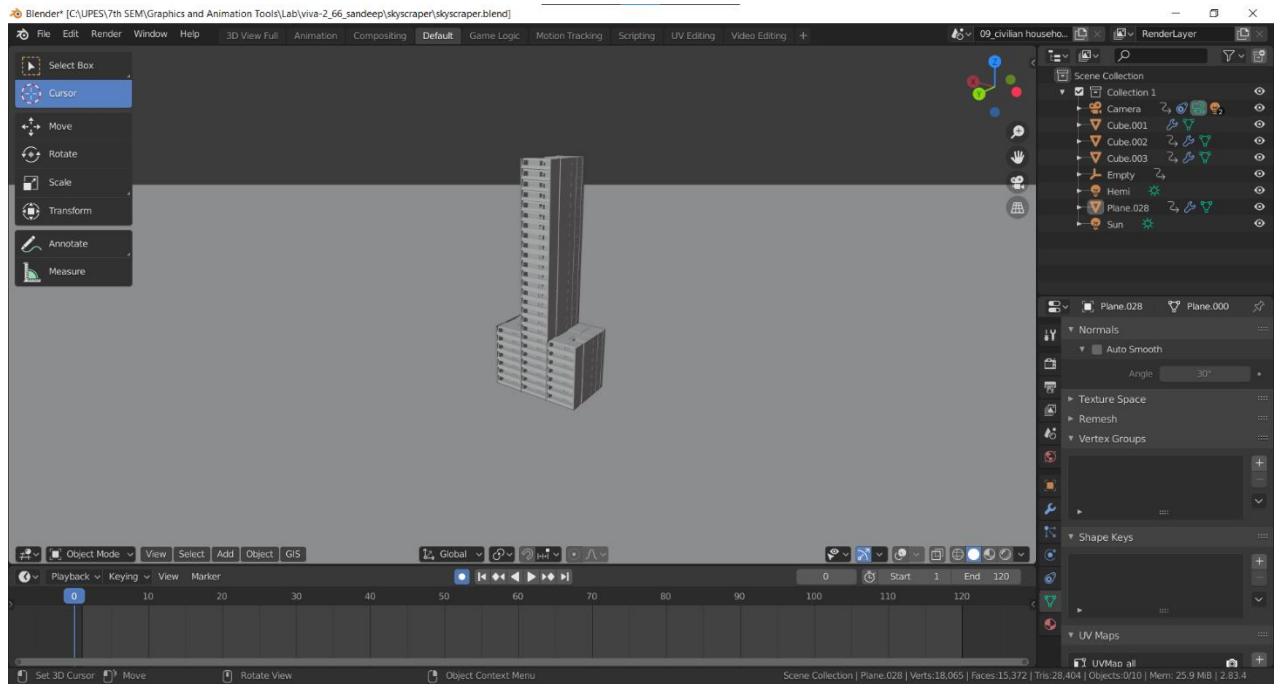 Blender* [C:\UPES\7th SEM\Graphics and Animation Tools\Lab\viva-2_66_sandeep\skyscraper\skyscraper.blend]
File Edit Render Window Help 3D View Full Animation Compositing Default Game Logic Motion Tracking Scripting UV Editing Video Editing + 09_civilian househo... RenderLayer
Select Box
Cursor
Move
Rotate
Scale
Transform
Annotate
Measure
Z
Y
Scene Collection
Collection 1
Camera 2
Cube.001
Cube.002
Cube.003
Empty
Hemi
Plane.028
Sun
Plane.028 Plane.000
Normals
Auto Smooth
Angle 30°
Texture Space
Remesh
Vertex Groups
Shape Keys
UV Maps
UVMap_all
Object Mode View Select Add Object GIS Global
Playback Keying View Marker 0 Start 1 End 120
0 10 20 30 40 50 60 70 80 90 100 110 120
Set 3D Cursor Move Rotate View Object Context Menu Scene Collection | Plane.028 | Verts:18,065 | Faces:15,372 | Tris:28,404 | Objects:0/10 | Mem: 25.9 MiB | 2.83.4